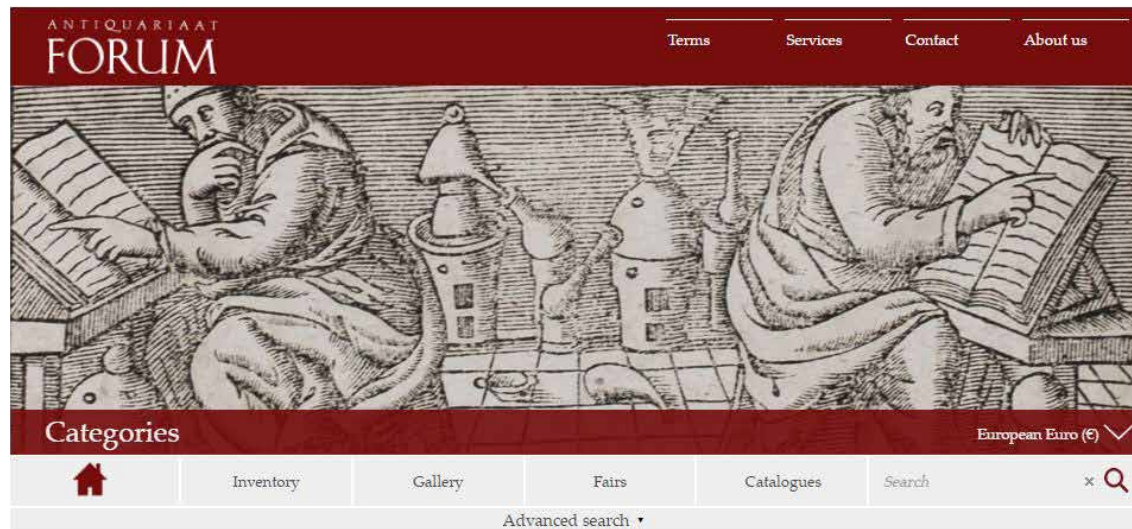 ANTIQUARIAAT
FORUM
Terms Services Contact About us
Categories
European Euro (€)
Inventory Gallery Fairs Catalogues Search ×
Advanced search ▾